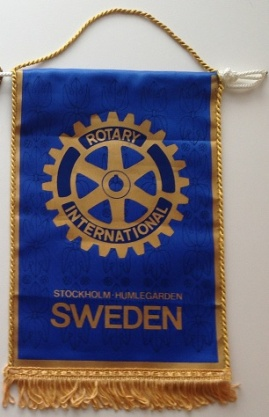 ROTARY
INTERNATIONAL
STOCKHOLM-HUMLEGÅRDEN
SWEDEN